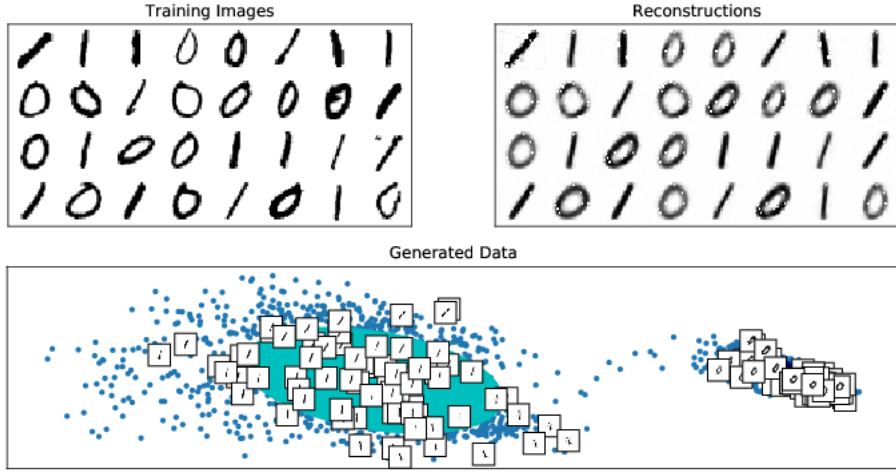 Training Images
Reconstructions
Generated Data